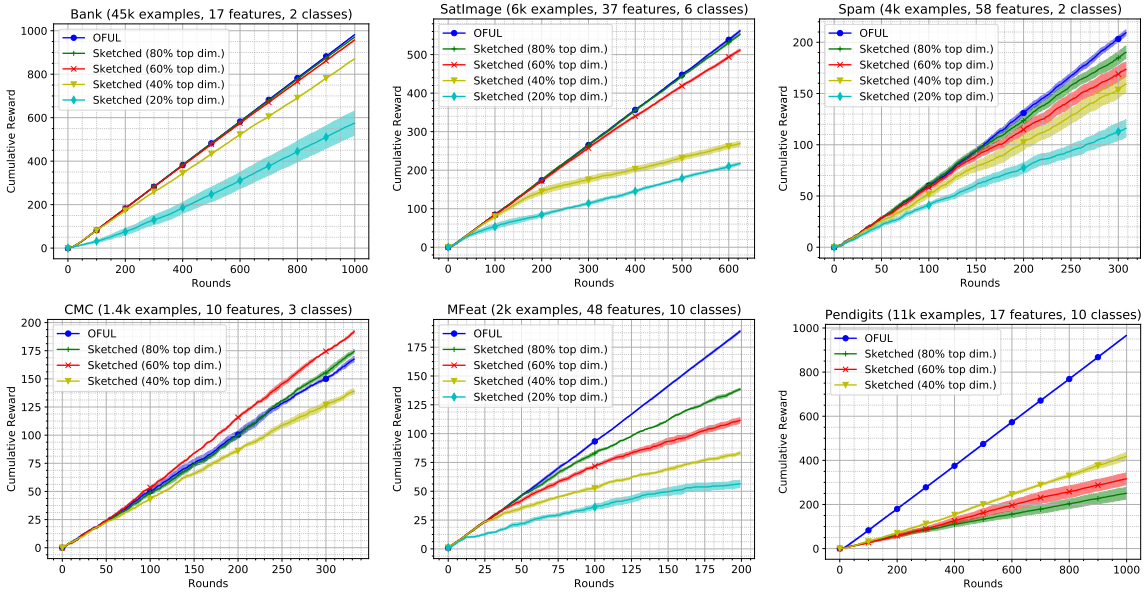 Bank (45k examples, 17 features, 2 classes)
1000
800
600
400
200
0
Cumulative Reward
OFUL
Sketched (80% top dim.)
Sketched (60% top dim.)
Sketched (40% top dim.)
Sketched (20% top dim.)
0 200 400 600 800 1000
Rounds
SatImage (6k examples, 37 features, 6 classes)
500
400
300
200
100
0
Cumulative Reward
OFUL
Sketched (80% top dim.)
Sketched (60% top dim.)
Sketched (40% top dim.)
Sketched (20% top dim.)
0 100 200 300 400 500 600
Rounds
Spam (4k examples, 58 features, 2 classes)
200
150
100
50
0
Cumulative Reward
OFUL
Sketched (80% top dim.)
Sketched (60% top dim.)
Sketched (40% top dim.)
Sketched (20% top dim.)
0 50 100 150 200 250 300
Rounds
CMC (1.4k examples, 10 features, 3 classes)
200
175
150
125
100
75
50
25
0
Cumulative Reward
OFUL
Sketched (80% top dim.)
Sketched (60% top dim.)
Sketched (40% top dim.)
0 100 200 300
Rounds
MFeat (2k examples, 48 features, 10 classes)
200
175
150
125
100
75
50
25
0
Cumulative Reward
OFUL
Sketched (80% top dim.)
Sketched (60% top dim.)
Sketched (40% top dim.)
Sketched (20% top dim.)
0 25 50 75 100 125 150 175 200
Rounds
Pendigits (11k examples, 17 features, 10 classes)
1000
800
600
400
200
0
Cumulative Reward
OFUL
Sketched (80% top dim.)
Sketched (60% top dim.)
Sketched (40% top dim.)
0 200 400 600 800 1000
Rounds